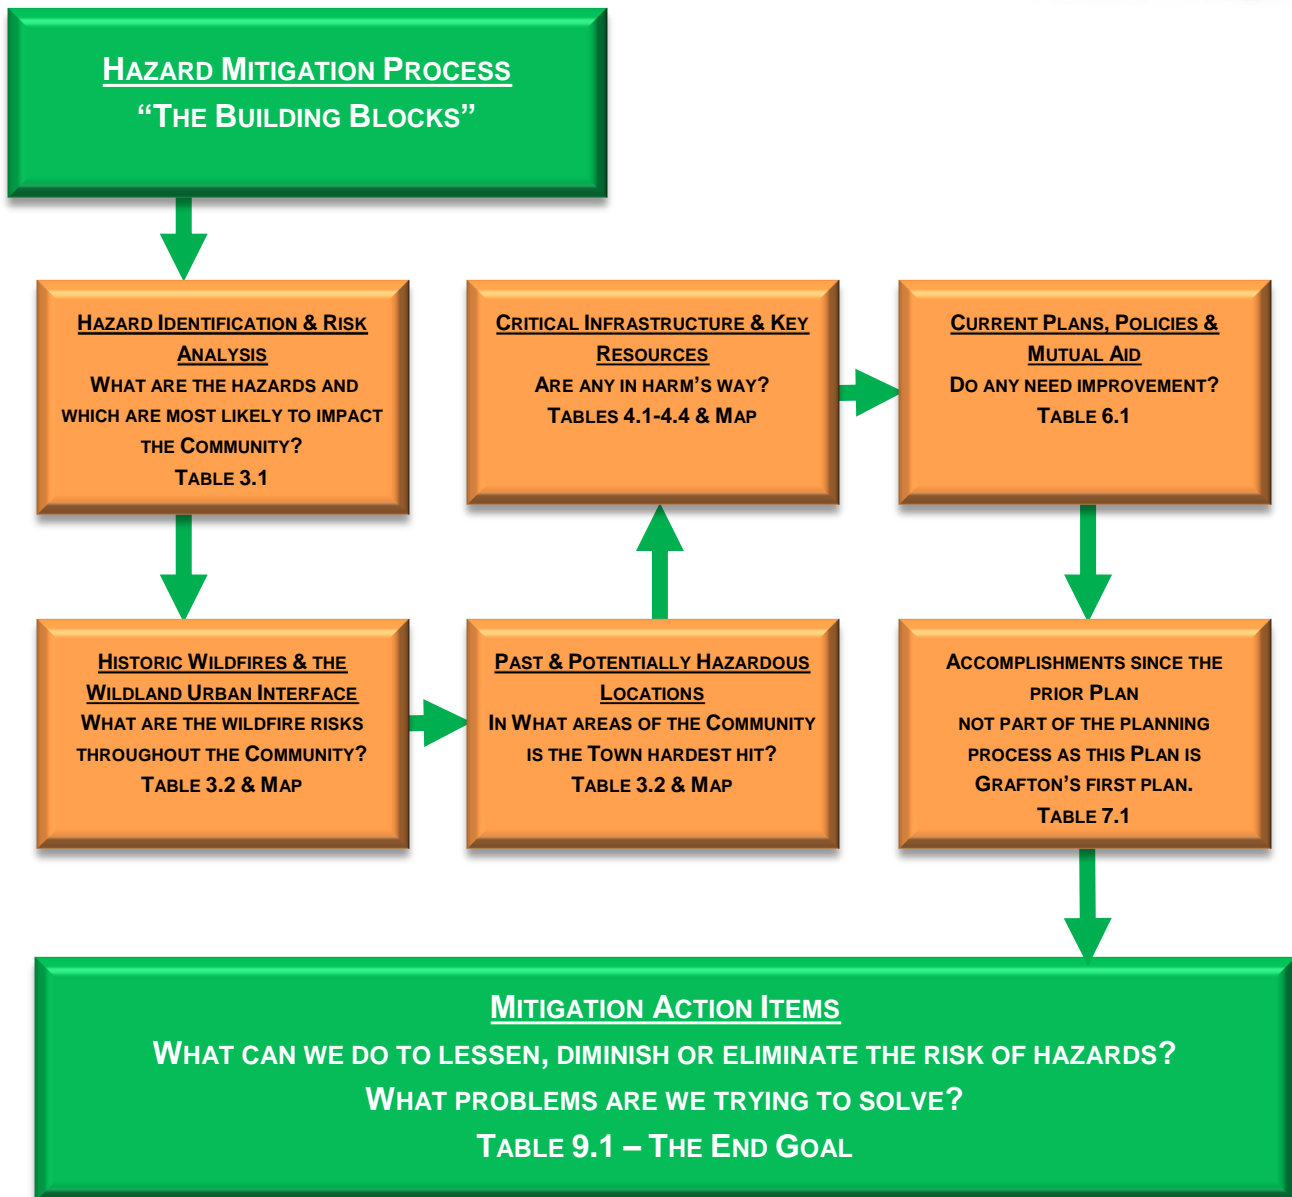 HAZARD MITIGATION PROCESS
“THE BUILDING BLOCKS”
HAZARD IDENTIFICATION & RISK
ANALYSIS
WHAT ARE THE HAZARDS AND
WHICH ARE MOST LIKELY TO IMPACT
THE COMMUNITY?
TABLE 3.1
HISTORIC WILDFIRES & THE
WILDLAND URBAN INTERFACE
WHAT ARE THE WILDFIRE RISKS
THROUGHOUT THE COMMUNITY?
TABLE 3.2 & MAP
PAST & POTENTIALLY HAZARDOUS
LOCATIONS
IN WHAT AREAS OF THE COMMUNITY
IS THE TOWN HARDEST HIT?
TABLE 3.2 & MAP
CRITICAL INFRASTRUCTURE & KEY
RESOURCES
ARE ANY IN HARM’S WAY?
TABLES 4.1-4.4 & MAP
CURRENT PLANS, POLICIES &
MUTUAL AID
DO ANY NEED IMPROVEMENT?
TABLE 6.1
ACCOMPLISHMENTS SINCE THE
PRIOR PLAN
NOT PART OF THE PLANNING
PROCESS AS THIS PLAN IS
GRAFTON’S FIRST PLAN.
TABLE 7.1
MITIGATION ACTION ITEMS
WHAT CAN WE DO TO LESSEN, DIMINISH OR ELIMINATE THE RISK OF HAZARDS?
WHAT PROBLEMS ARE WE TRYING TO SOLVE?
TABLE 9.1 – THE END GOAL